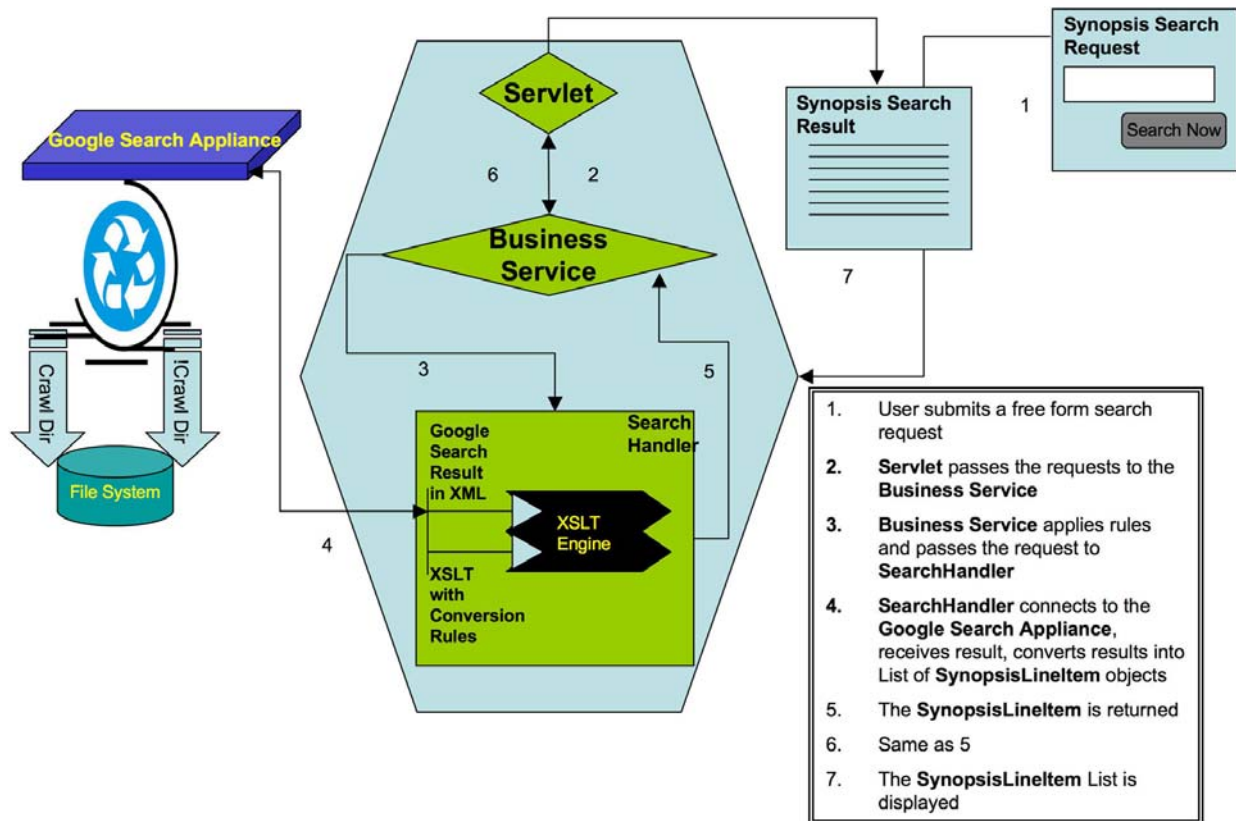 Synopsis Search
Request
Search Now
1
Servlet
Synopsis Search
Result
Google Search Appliance
6
2
Business
Service
7
3
5
Crawl Dir
!Crawl Dir
File System
Search
Handler
Google
Search
Result
in XML
XSLT
Engine
4
XSLT
with
Conversion
Rules
1. User submits a free form search
request
2. Servlet passes the requests to the
Business Service
3. Business Service applies rules
and passes the request to
SearchHandler
4. SearchHandler connects to the
Google Search Appliance,
receives result, converts results into
List of SynopsisLineItem objects
5. The SynopsisLineItem is returned
6. Same as 5
7. The SynopsisLineItem List is
displayed